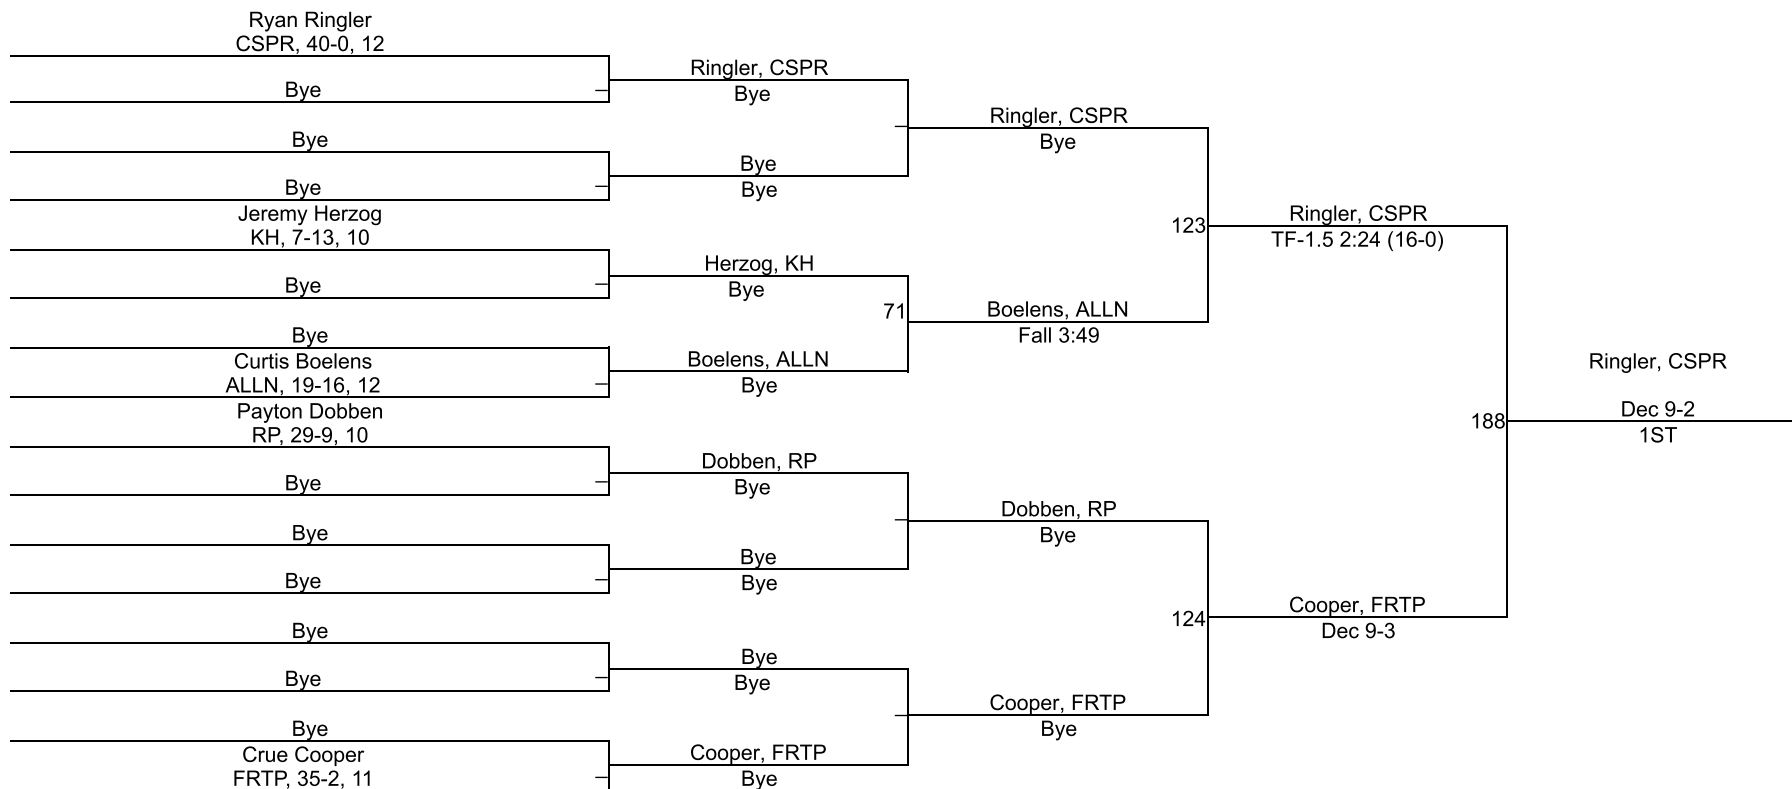 Ryan Ringler
CSPR, 40-0, 12
Bye
Bye
Bye
Jeremy Herzog
KH, 7-13, 10
Bye
Bye
Curtis Boelens
ALLN, 19-16, 12
Payton Dobben
RP, 29-9, 10
Bye
Bye
Bye
Bye
Bye
Bye
Crue Cooper
FRTP, 35-2, 11
Ringler, CSPR
Bye
Bye
Bye
Herzog, KH
Bye
71
Boelens, ALLN
Bye
Dobben, RP
Bye
Bye
Bye
Bye
Bye
Cooper, FRTP
Bye
Ringler, CSPR
Bye
123
Boelens, ALLN
Fall 3:49
Dobben, RP
Bye
124
Cooper, FRTP
Bye
Ringler, CSPR
TF-1.5 2:24 (16-0)
188
Cooper, FRTP
Dec 9-3
Ringler, CSPR
Dec 9-2
1ST